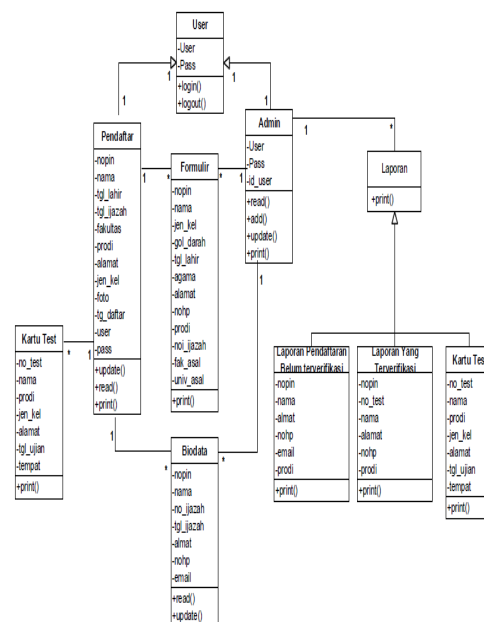 User
-User
-Pass
+login()
+logout()
1
1
1
1
Pendaftar
-nopin
-nama
-tgl_lahir
-tgl_ijazah
-fakultas
-prodi
-alamat
-jen_kel
-foto
-tg_daftar
-user
-pass
+update()
+read()
+print()
1
*
Formulir
-nopin
-nama
-jen_kel
-gol_darah
-tgl_lahir
-agama
-alamat
-nohp
-prodi
-noi_ijazah
-fak_asal
-univ_asal
+print()
*
1
Admin
-User
-Pass
-id_user
+read()
+add()
+update()
+print()
1
*
Laporan
+print()
1
Kartu Test
-no_test
-nama
-prodi
-jen_kel
-alamat
-tgl_ujian
-tempat
+print()
*
1
1
*
Biodata
-nopin
-nama
-no_ijazah
-tgl_ijazah
-almat
-nohp
-email
+read()
+update()
*
Laporan Pendaftaran
Belum terverifikasi
-nopin
-nama
-almat
-nohp
-email
-prodi
+print()
Laporan Yang
Terverifikasi
-nopin
-no_test
-nama
-alamat
-nohp
-prodi
+print()
Kartu Tes
-no_test
-nama
-prodi
-jen_kel
-alamat
-tgl_ujian
-tempat
+print()